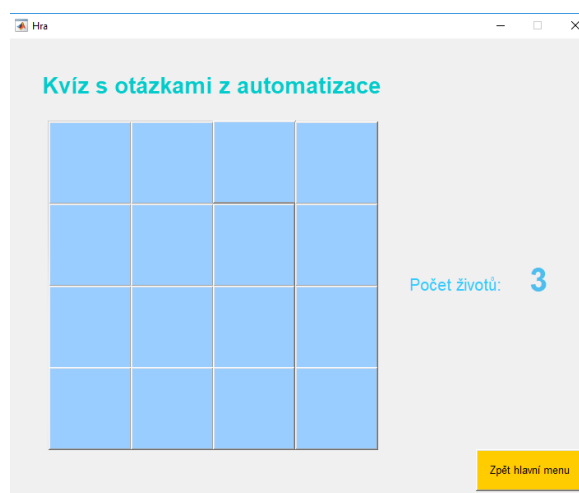 Hra
Kvíz s otázkami z automatizace
Počet životů: 3
Zpět hlavní menu